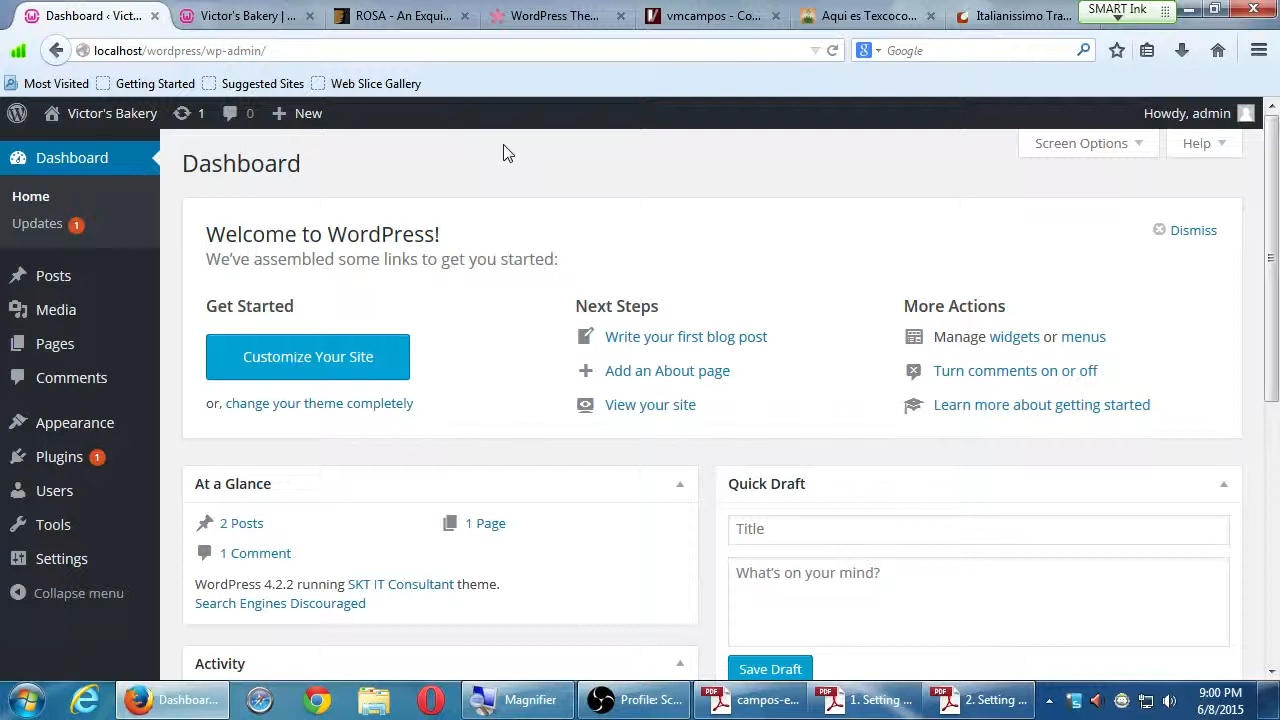 Dashboard ‹ Vict...
Victor's Bakery | ...
ROSA - An Exqui...
WordPress The...
vmcampos - Co...
Aqui es Texcoco...
Italianissimo Tra...
SMART Ink
localhost/wordpress/wp-admin/
Google
Most Visited
Getting Started
Suggested Sites
Web Slice Gallery
Victor's Bakery
1
0
New
Howdy, admin
Dashboard
Home
Updates 1
Posts
Media
Pages
Comments
Appearance
Plugins 1
Users
Tools
Settings
Collapse menu
Dashboard
Screen Options
Help
Welcome to WordPress!
We've assembled some links to get you started:
Dismiss
Get Started
Customize Your Site
or, change your theme completely
Next Steps
Write your first blog post
Add an About page
View your site
More Actions
Manage widgets or menus
Turn comments on or off
Learn more about getting started
At a Glance
2 Posts
1 Page
1 Comment
WordPress 4.2.2 running SKT IT Consultant theme.
Search Engines Discouraged
Activity
Quick Draft
Title
What's on your mind?
Save Draft
Dashboar...
Magnifier
Profile: Sc...
campos-e...
1. Setting ...
2. Setting ...
9:00 PM
6/8/2015